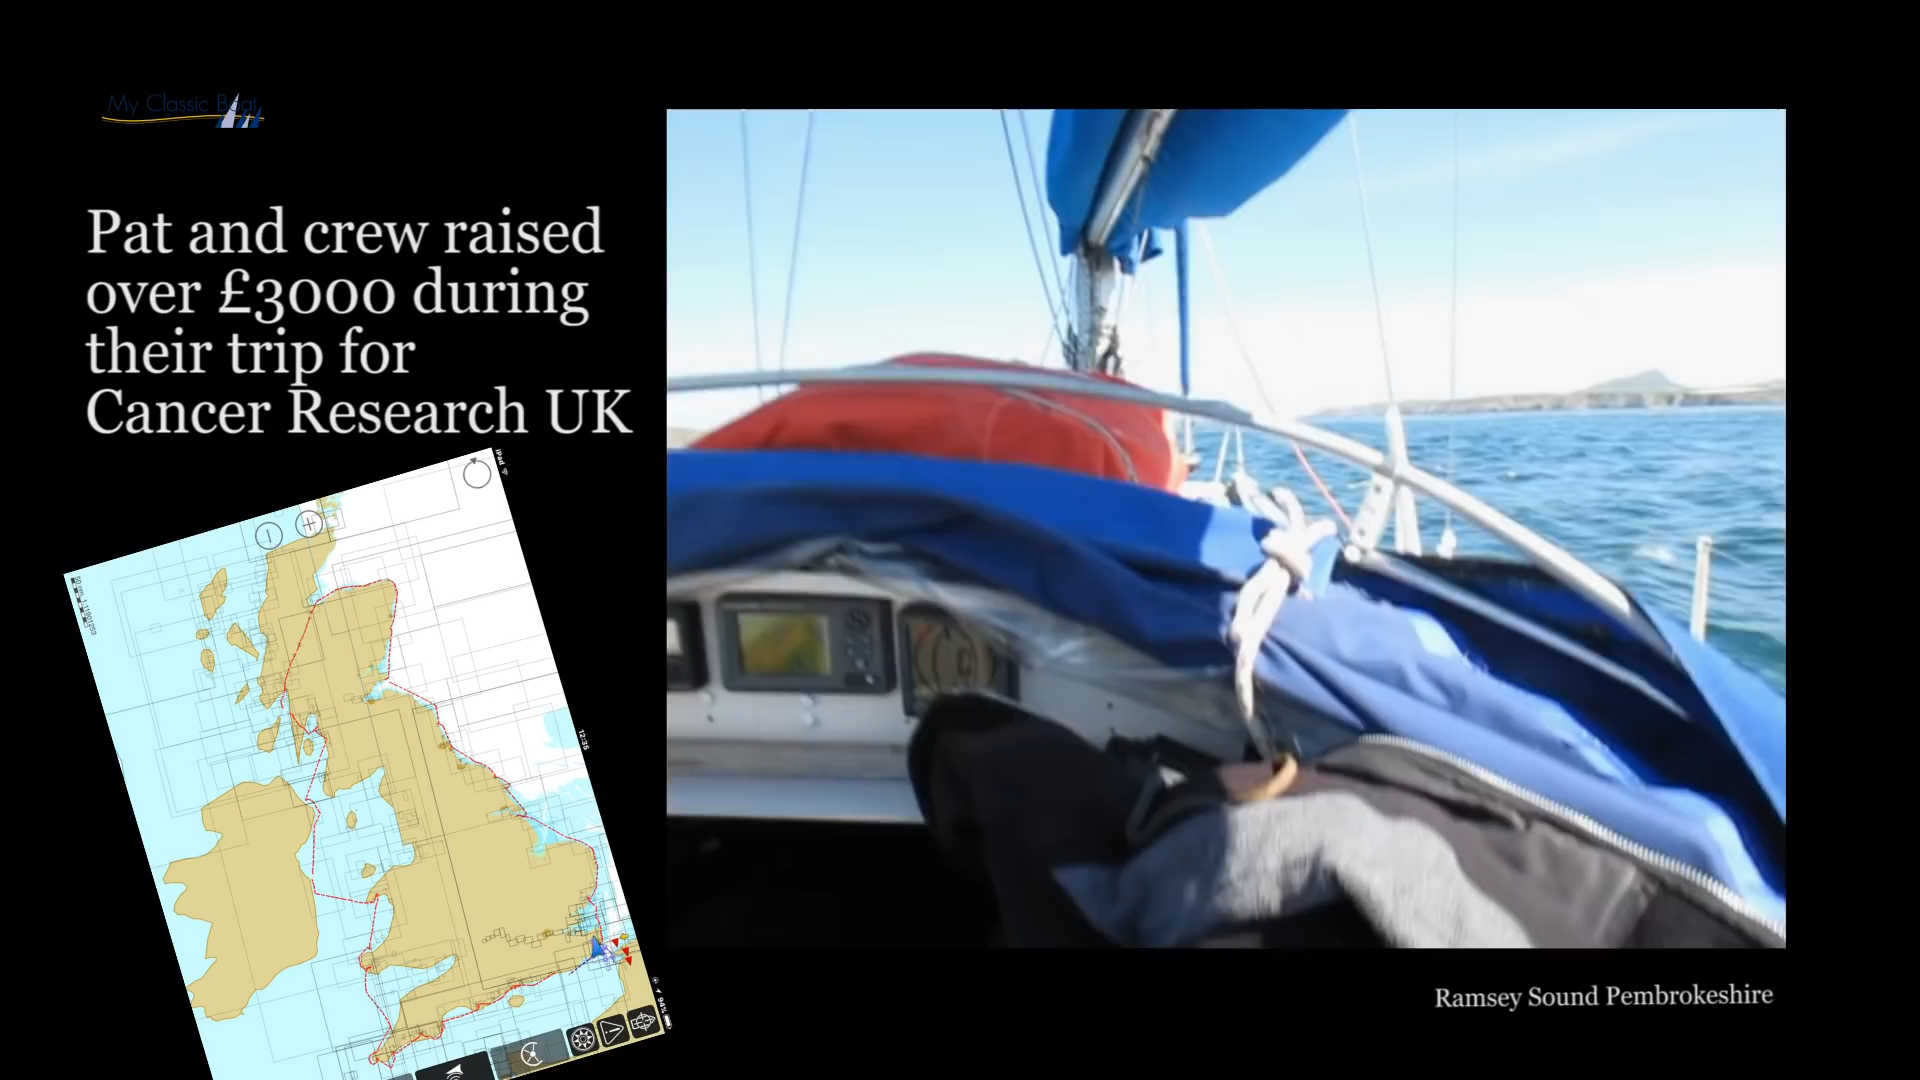 My Classic Boat
Pat and crew raised
over £3000 during
their trip for
Cancer Research UK
iPad
12:35
94%
Ramsey Sound Pembrokeshire